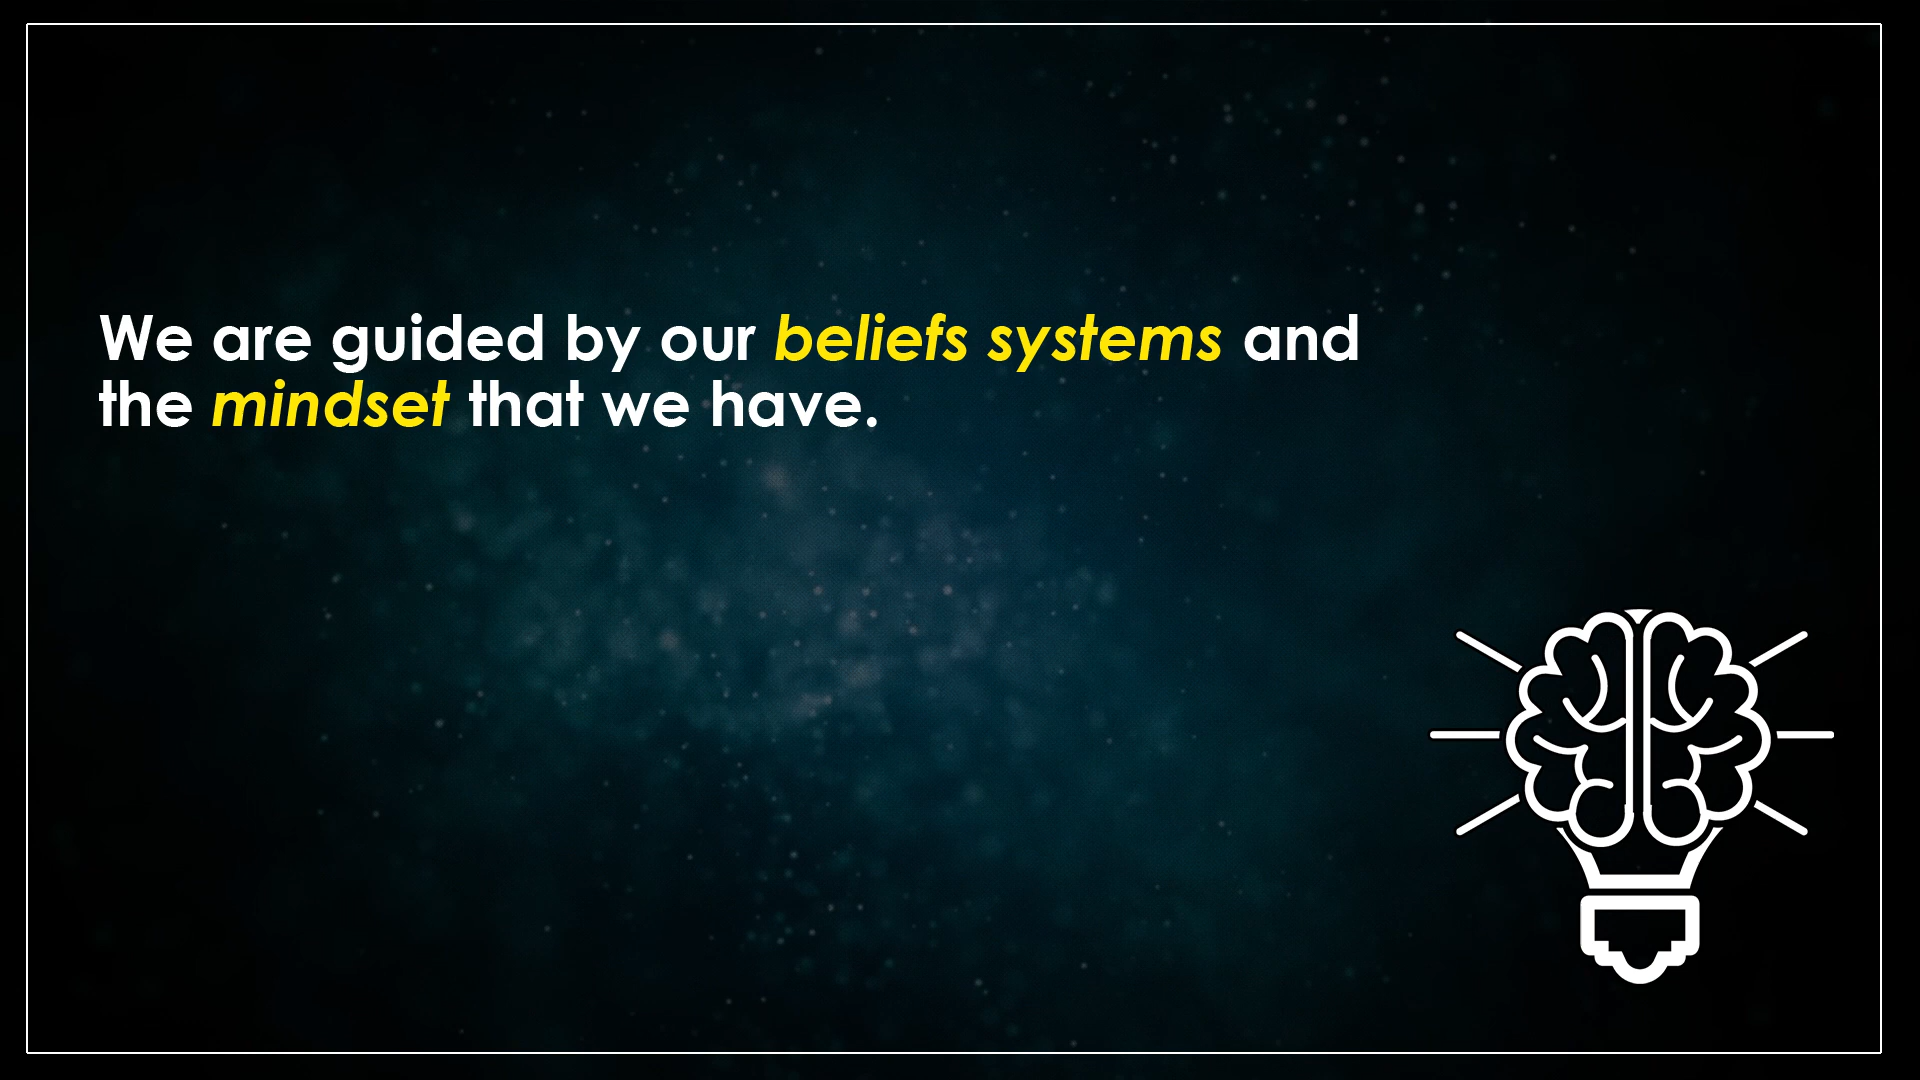 We are guided by our beliefs systems and
the mindset that we have.